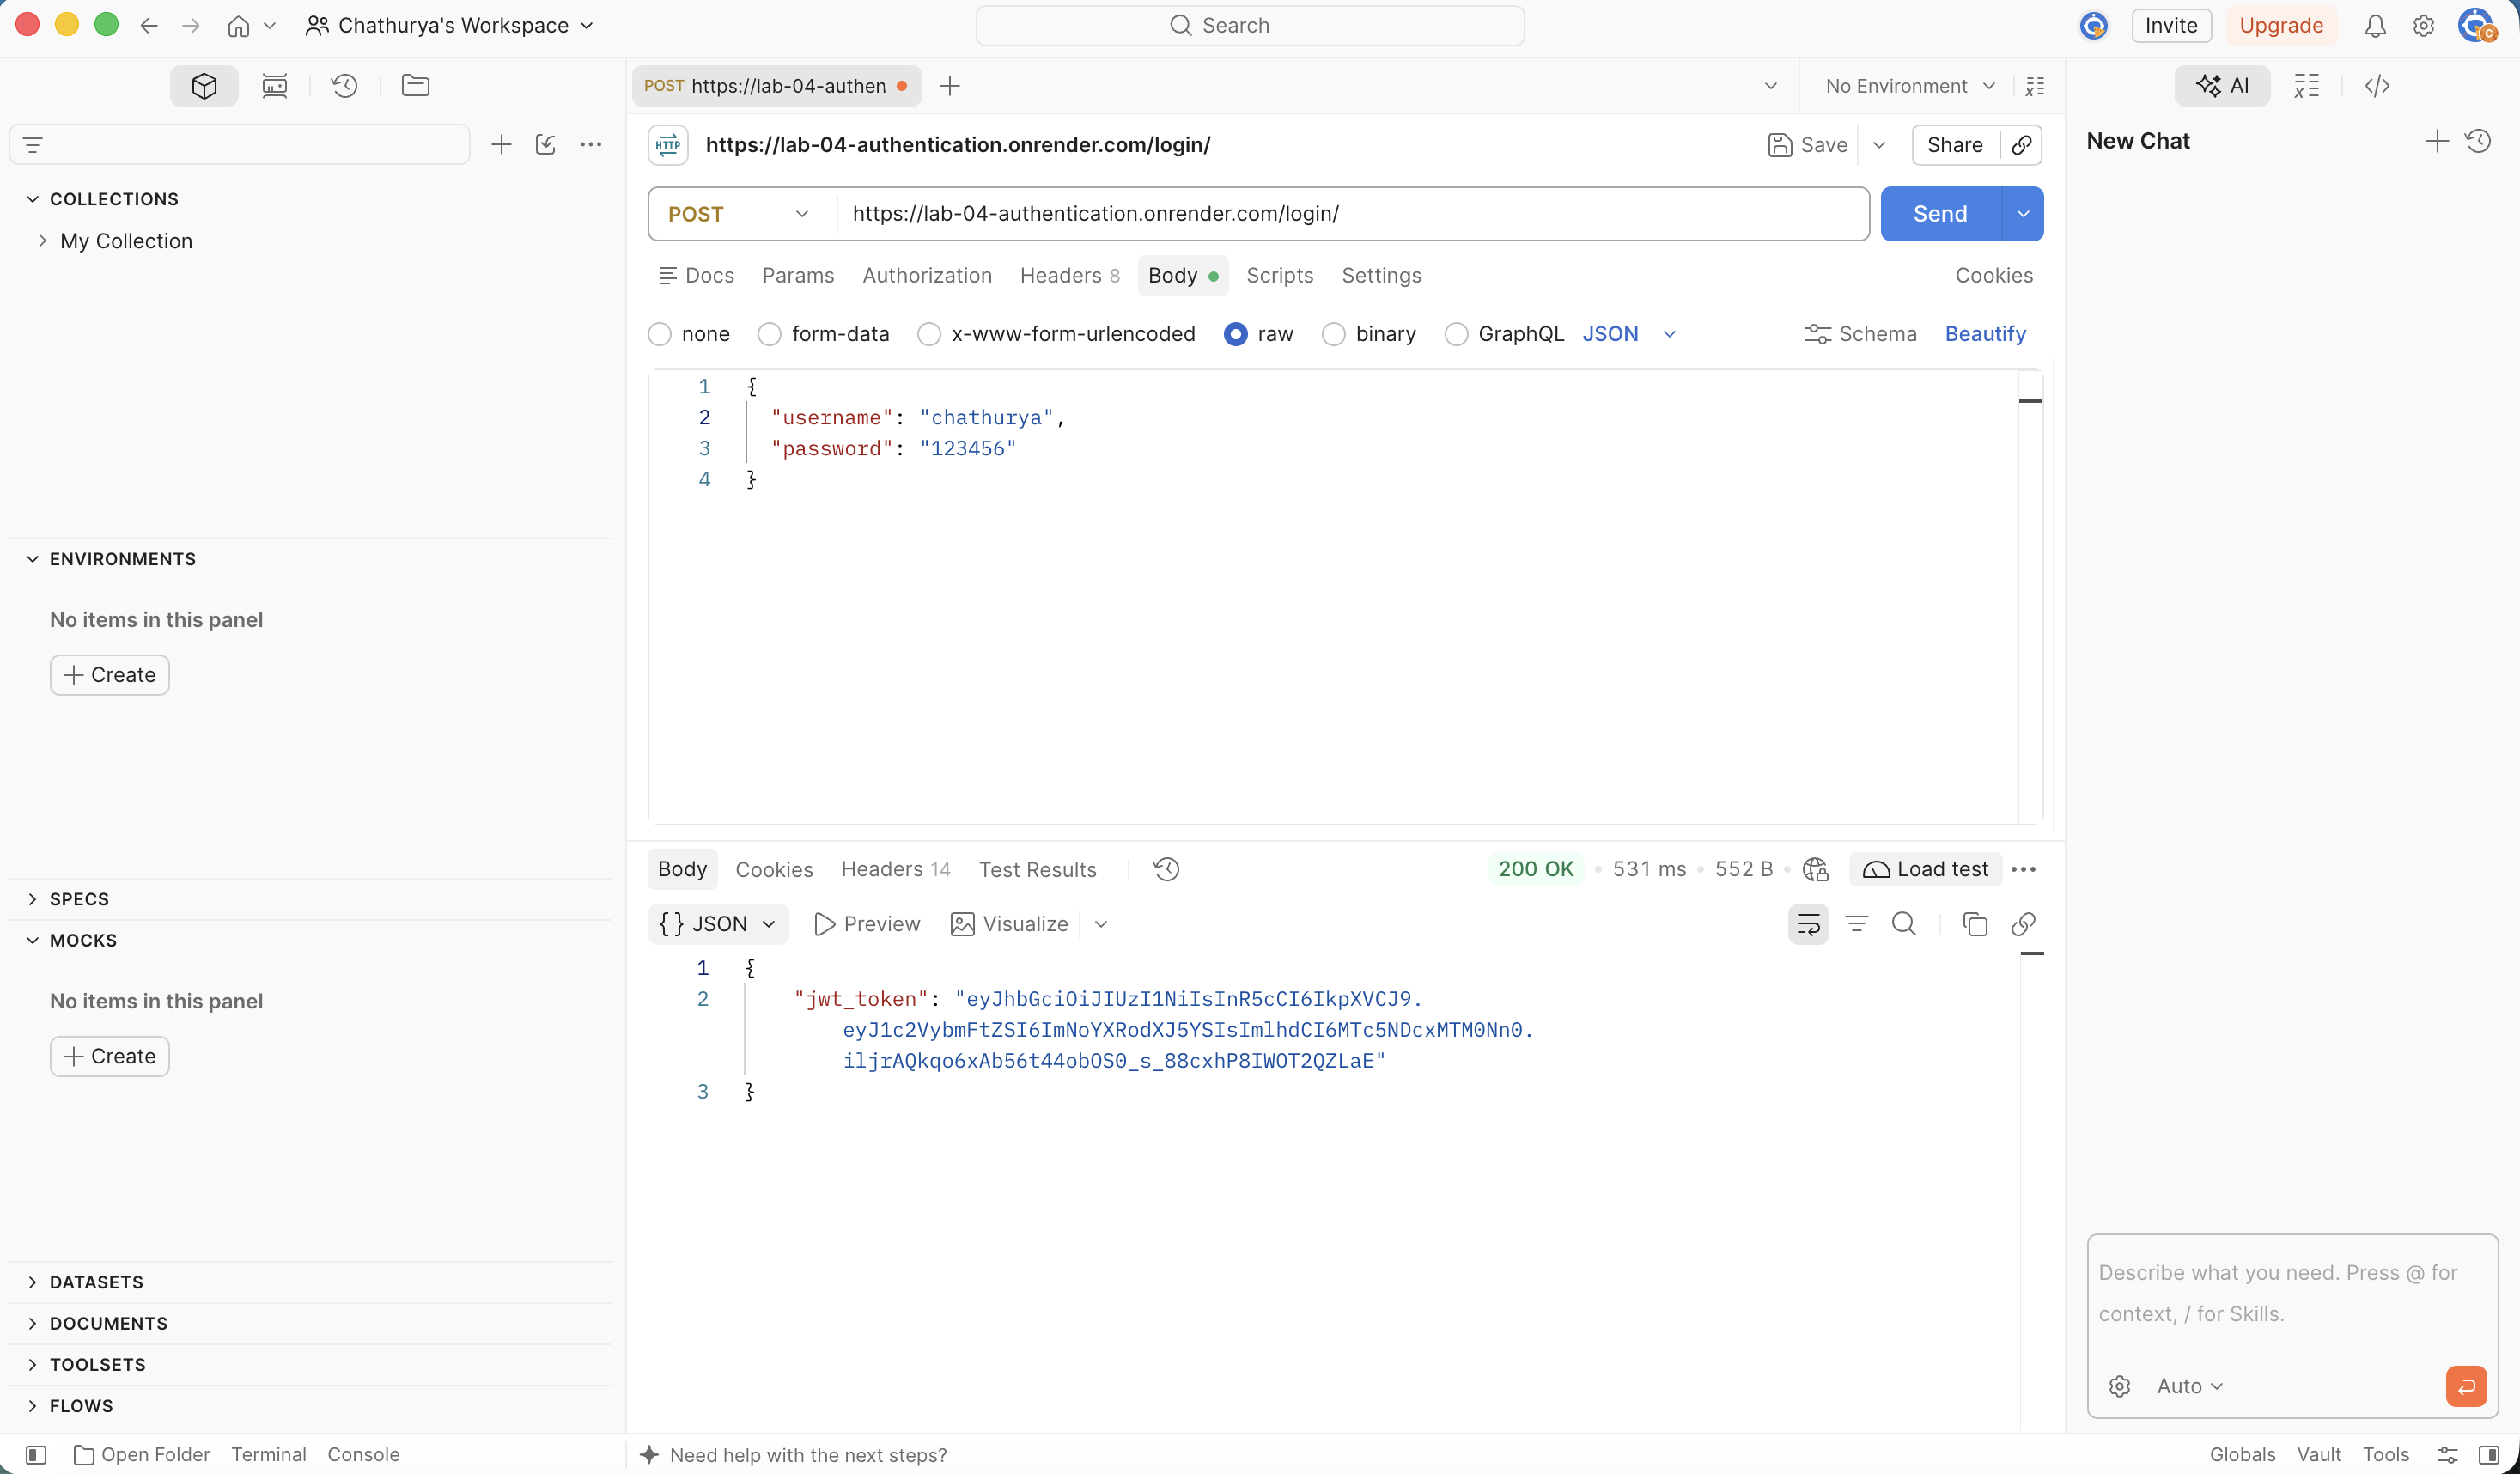 Chathurya's Workspace
Search
Invite
Upgrade
POST https://lab-04-authen
No Environment
AI
HTTP https://lab-04-authentication.onrender.com/login/
Save
Share
New Chat
COLLECTIONS
My Collection
POST
https://lab-04-authentication.onrender.com/login/
Send
Docs Params Authorization Headers 8 Body Scripts Settings
Cookies
none form-data x-www-form-urlencoded raw binary GraphQL JSON
Schema Beautify
1 {
2 "username": "chathurya",
3 "password": "123456"
4 }
ENVIRONMENTS
No items in this panel
Create
SPECS
MOCKS
No items in this panel
Create
DATASETS
DOCUMENTS
TOOLSETS
FLOWS
Body Cookies Headers 14 Test Results
200 OK • 531 ms • 552 B •
Load test
{} JSON Preview Visualize
1 {
2 "jwt_token": "eyJhbGciOiJIUzI1NiIsInR5cCI6IkpXVCJ9.
eyJ1c2VybmFtZSI6ImNoYXRodXJ5YSIsImlhdCI6MTc5NDcxMTM0Nn0.
iljrAQkqo6xAb56t44obOS0_s_88cxhP8IWOT2QZLaE"
3 }
Describe what you need. Press @ for
context, / for Skills.
Auto
Open Folder Terminal Console
Need help with the next steps?
Globals Vault Tools